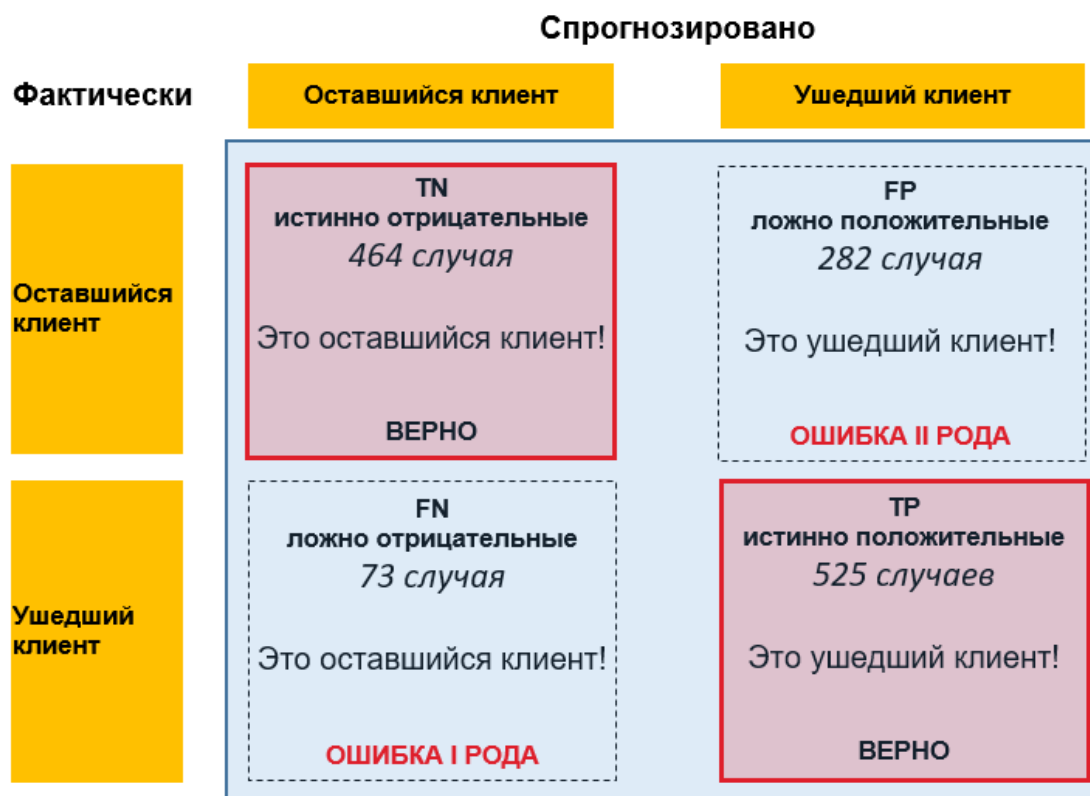 Спрогнозировано
Фактически
Оставшийся клиент
Ушедший клиент
Оставшийся
клиент
TN
истинно отрицательные
464 случая
Это оставшийся клиент!
ВЕРНО
FP
ложно положительные
282 случая
Это ушедший клиент!
ОШИБКА II РОДА
Ушедший
клиент
FN
ложно отрицательные
73 случая
Это оставшийся клиент!
ОШИБКА I РОДА
TP
истинно положительные
525 случаев
Это ушедший клиент!
ВЕРНО